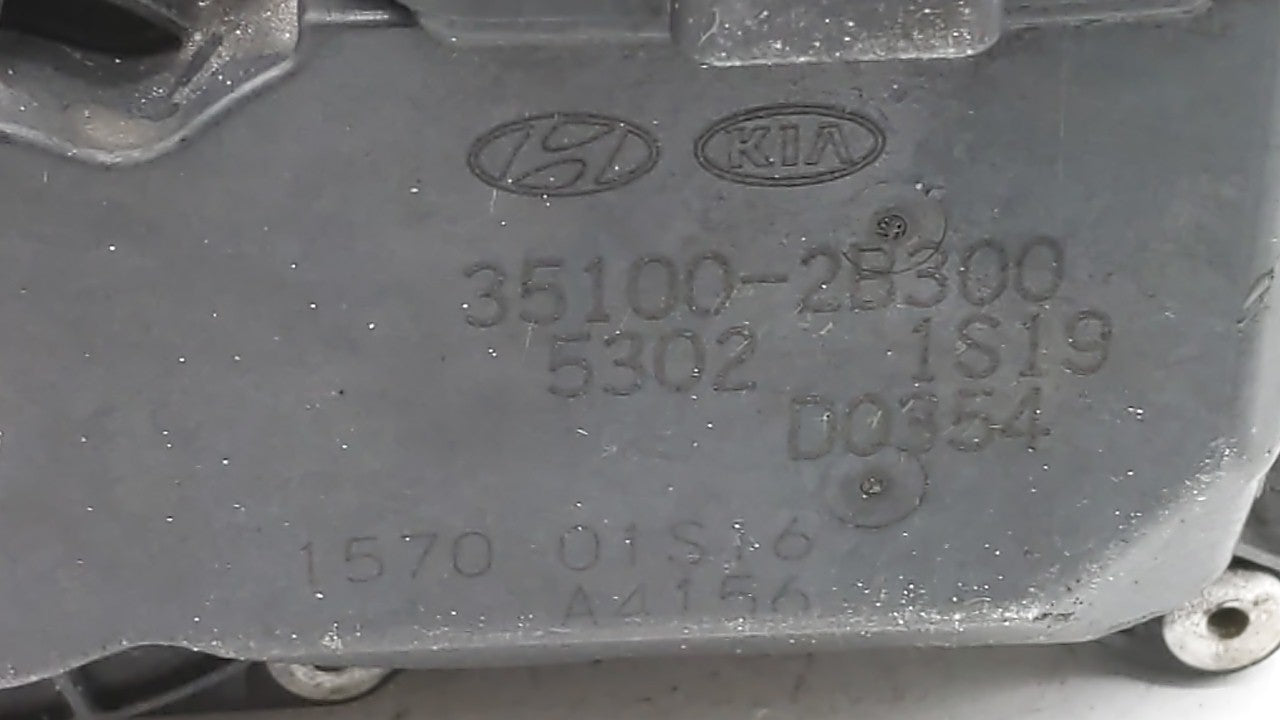 KIA
35100-2B300
5302 1S19
D0354
1570 01S16
A4156